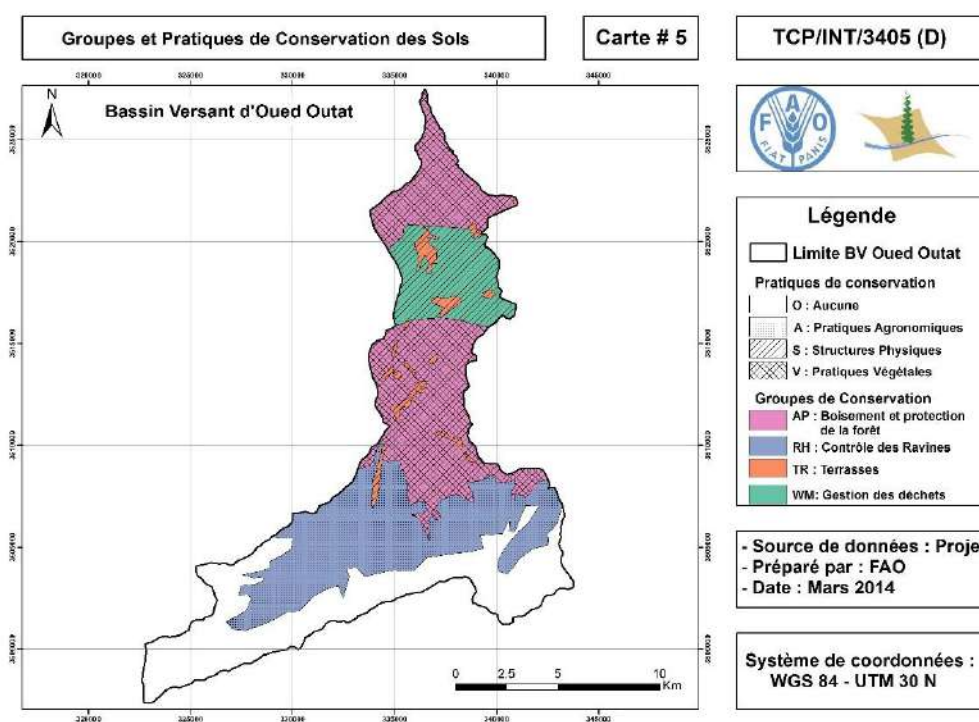 Groupes et Pratiques de Conservation des Sols
Carte # 5
TCP/INT/3405 (D)
N
Bassin Versant d'Oued Outat
F A O
FIAT PANIS
Légende
Limite BV Oued Outat
Pratiques de conservation
O : Aucune
A : Pratiques Agronomiques
S : Structures Physiques
V : Pratiques Végétales
Groupes de Conservation
AP : Boisement et protection
de la forêt
RH : Contrôle des Ravines
TR : Terrasses
WM: Gestion des déchets
- Source de données : Proje
- Préparé par : FAO
- Date : Mars 2014
Système de coordonnées :
WGS 84 - UTM 30 N
0 2.5 5 10
Km